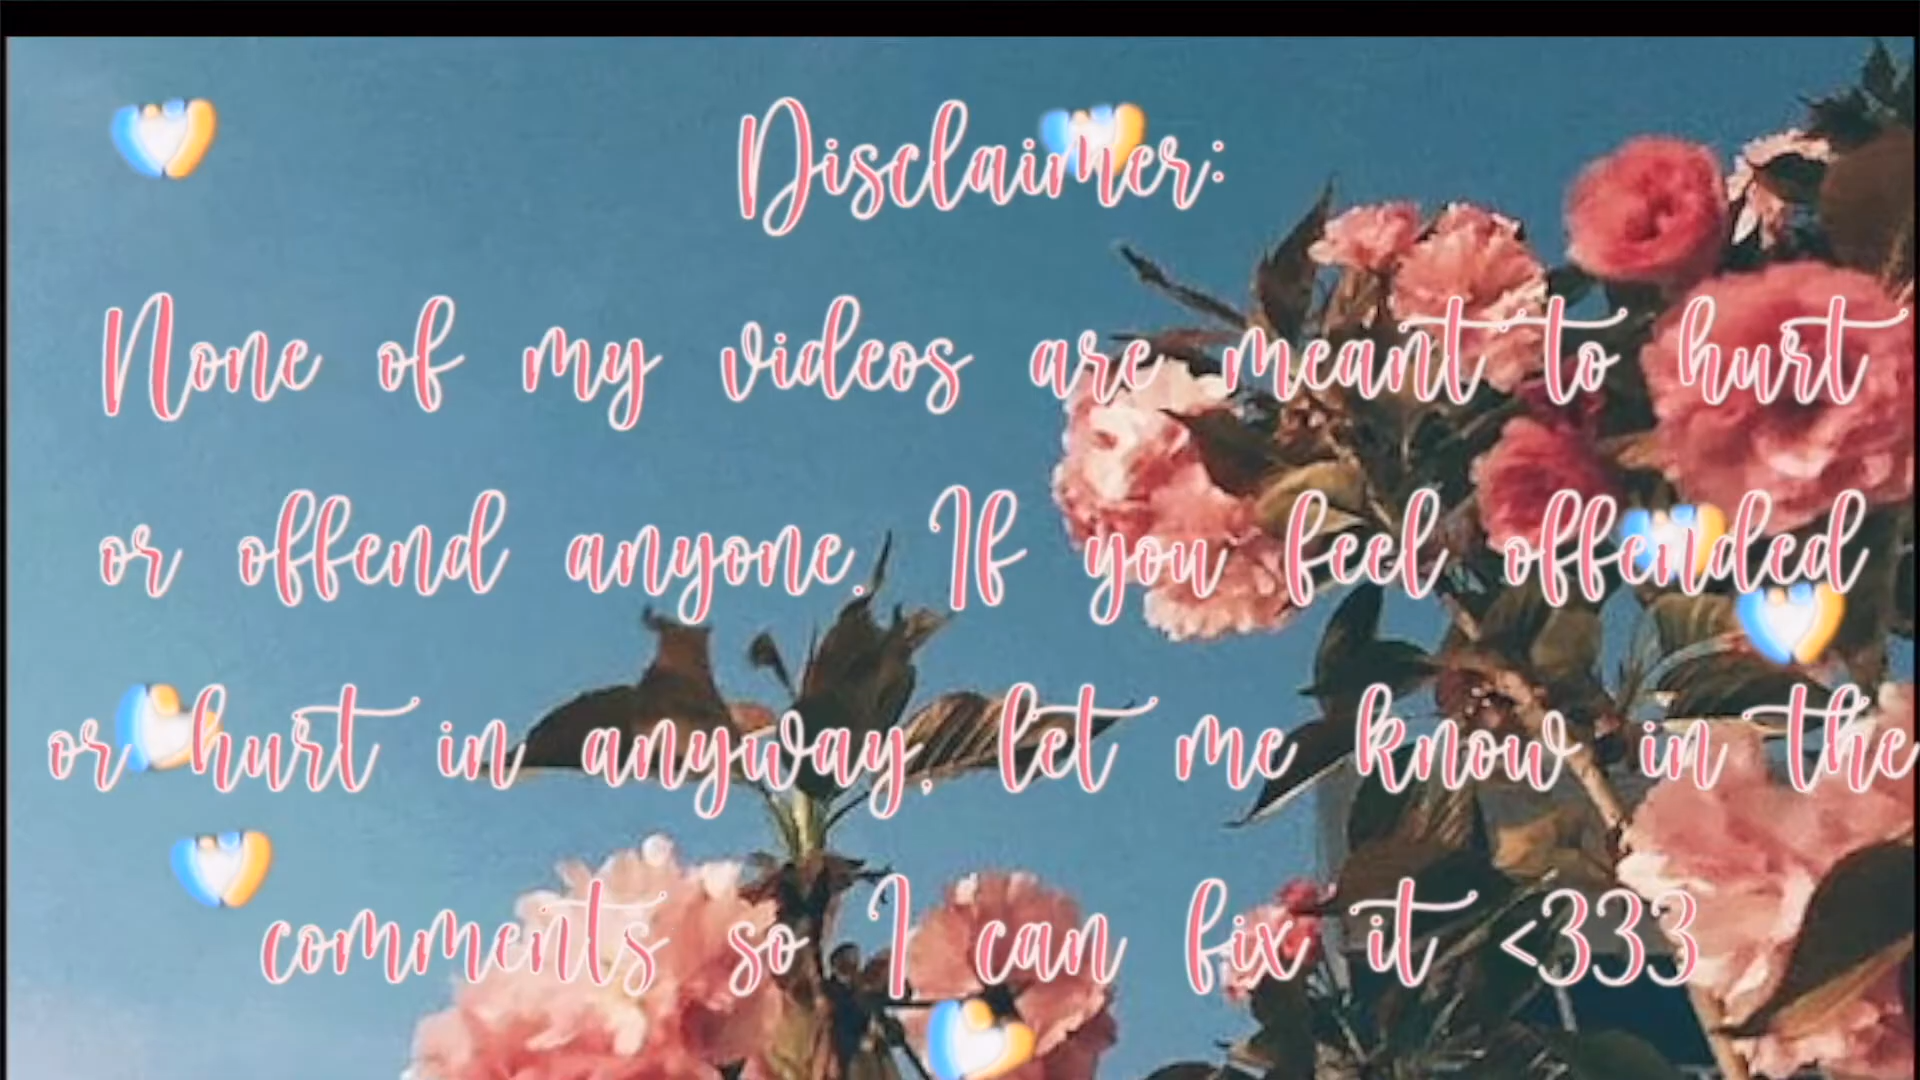 Disclaimer:
None of my videos are meant to hurt
or offend anyone. If you feel offended
or hurt in anyway, let me know in the
comments so I can fix it <333